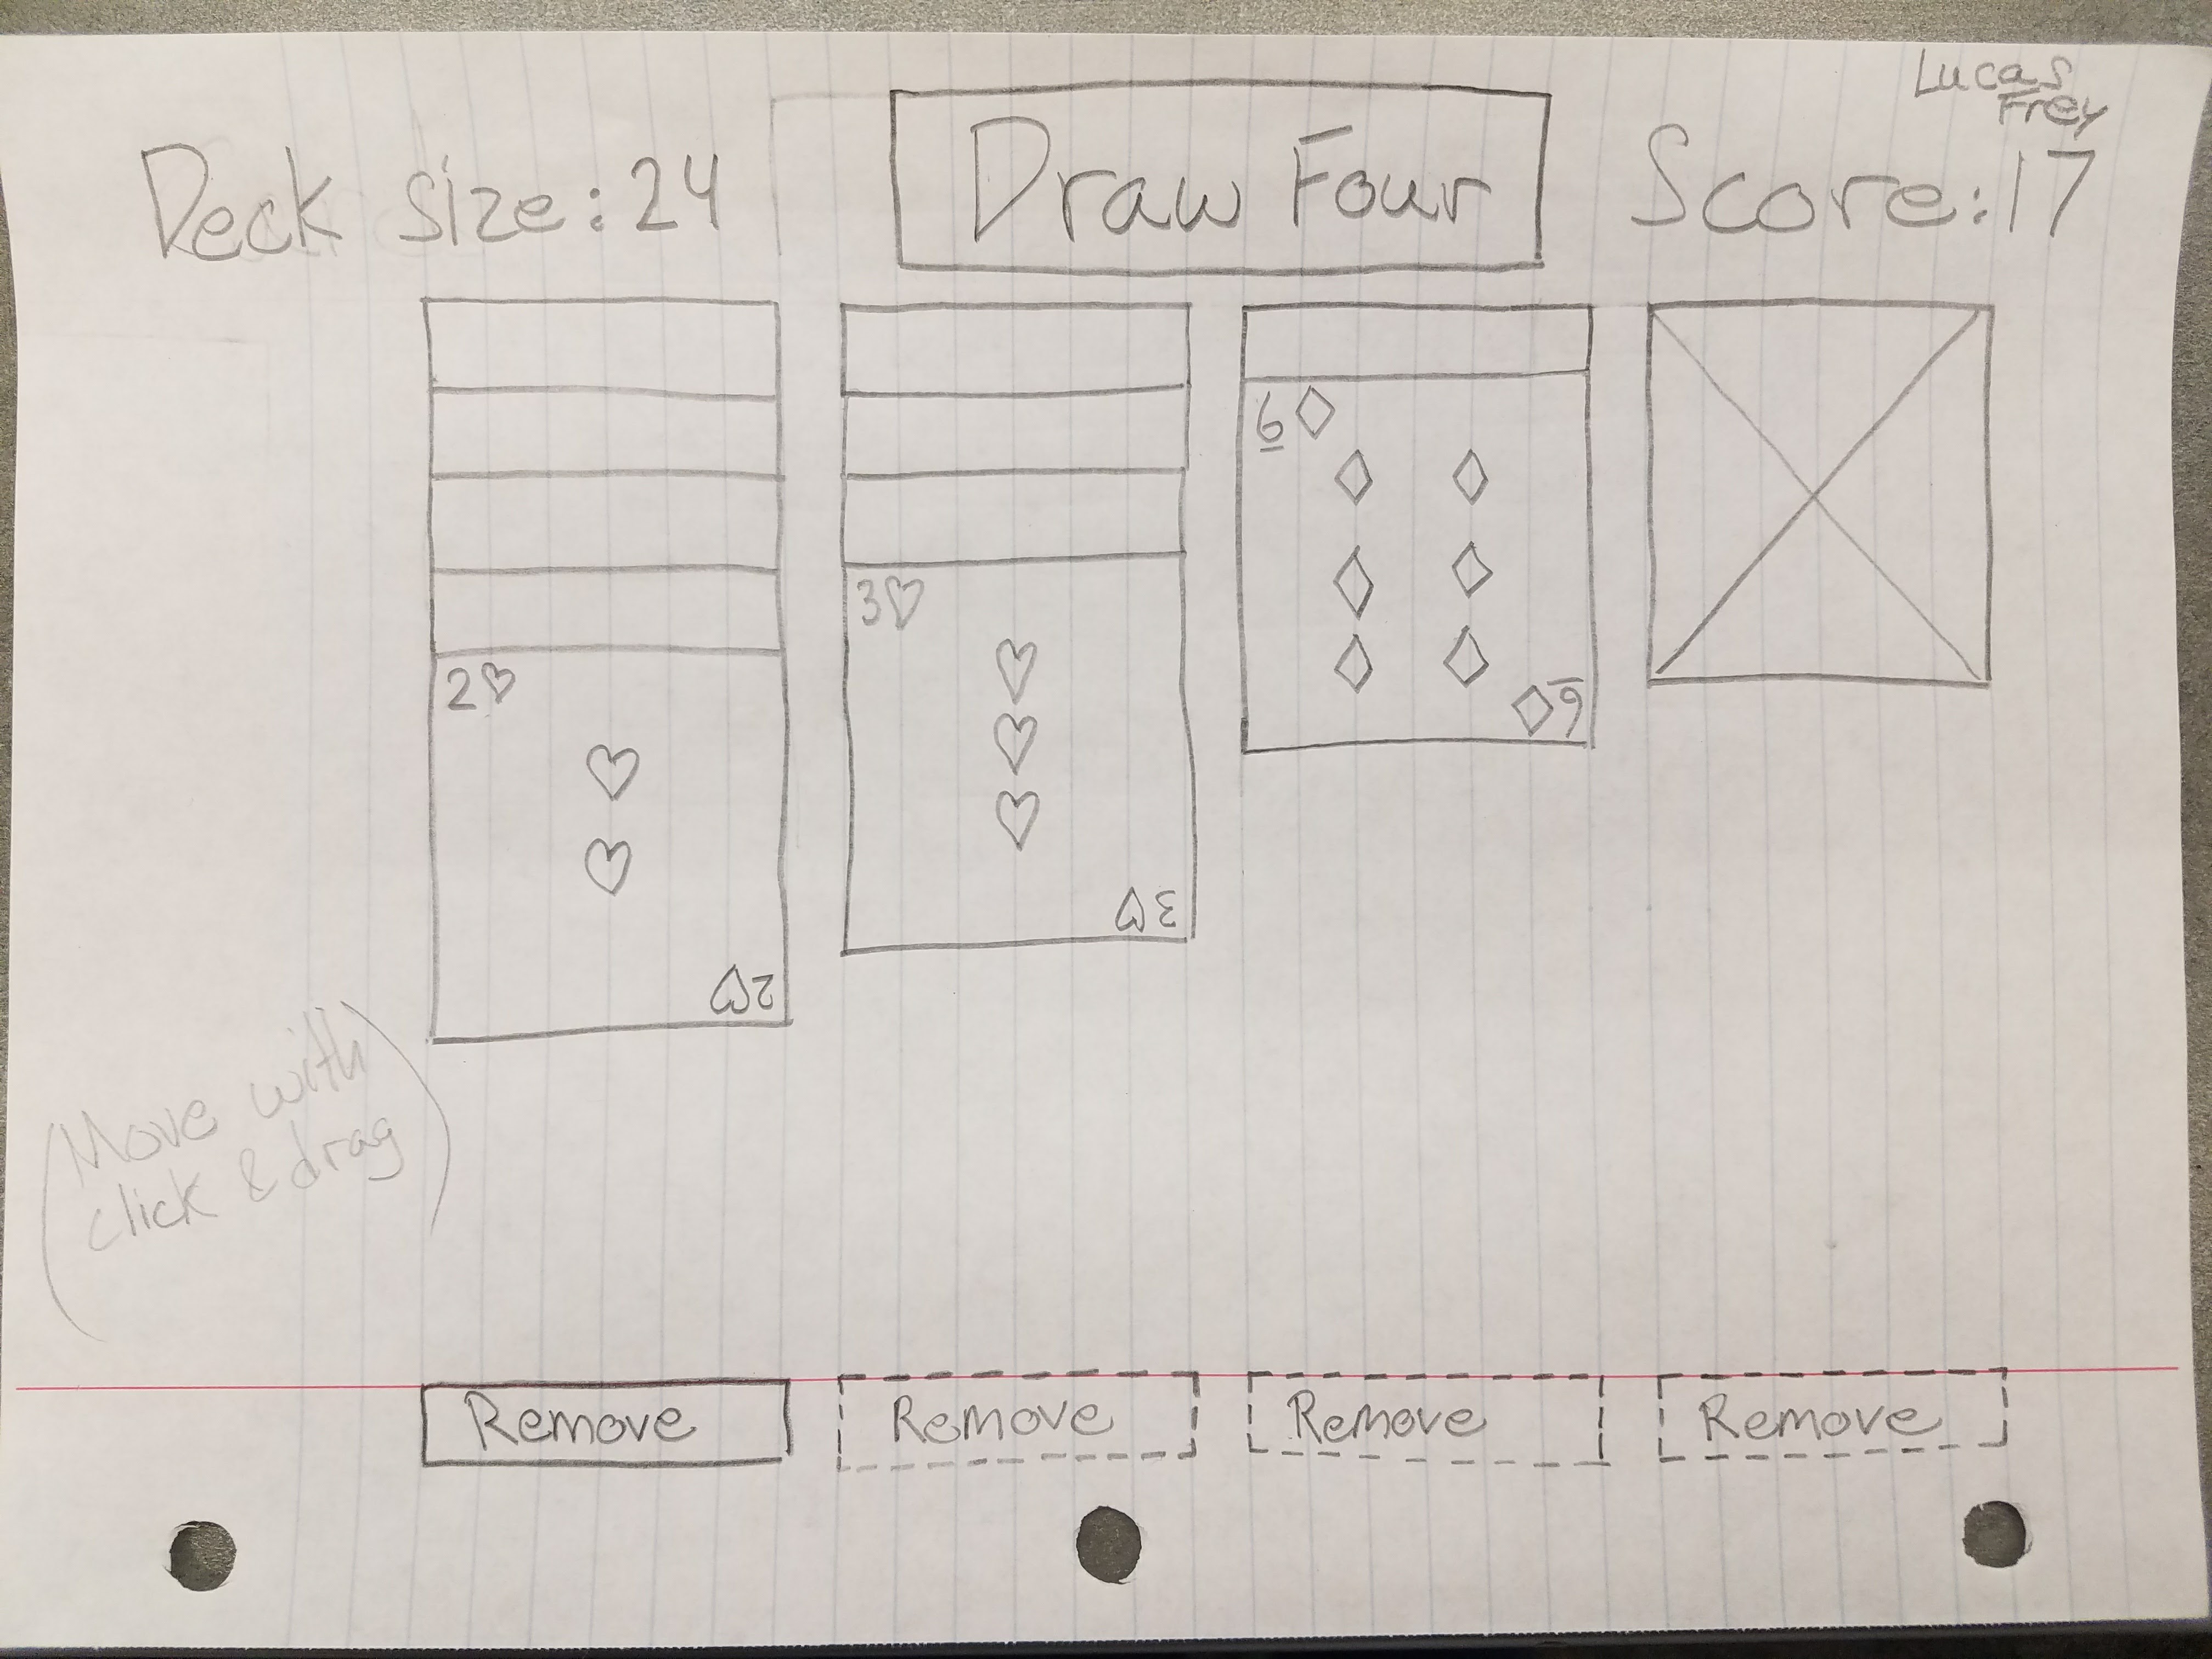 Lucas
Frey
Deck size: 24
Draw Four
Score: 17
2♡
2♡
3♡
3♡
6♢
6♢
(Move with
click & drag)
Remove
Remove
Remove
Remove